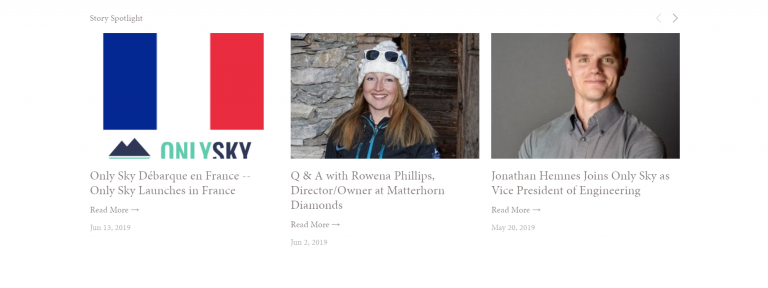 Story Spotlight
ONLYSKY
Only Sky Débarque en France --
Only Sky Launches in France
Read More →
Jun 13, 2019
Q & A with Rowena Phillips,
Director/Owner at Matterhorn
Diamonds
Read More →
Jun 2, 2019
Jonathan Hemnes Joins Only Sky as
Vice President of Engineering
Read More →
May 20, 2019